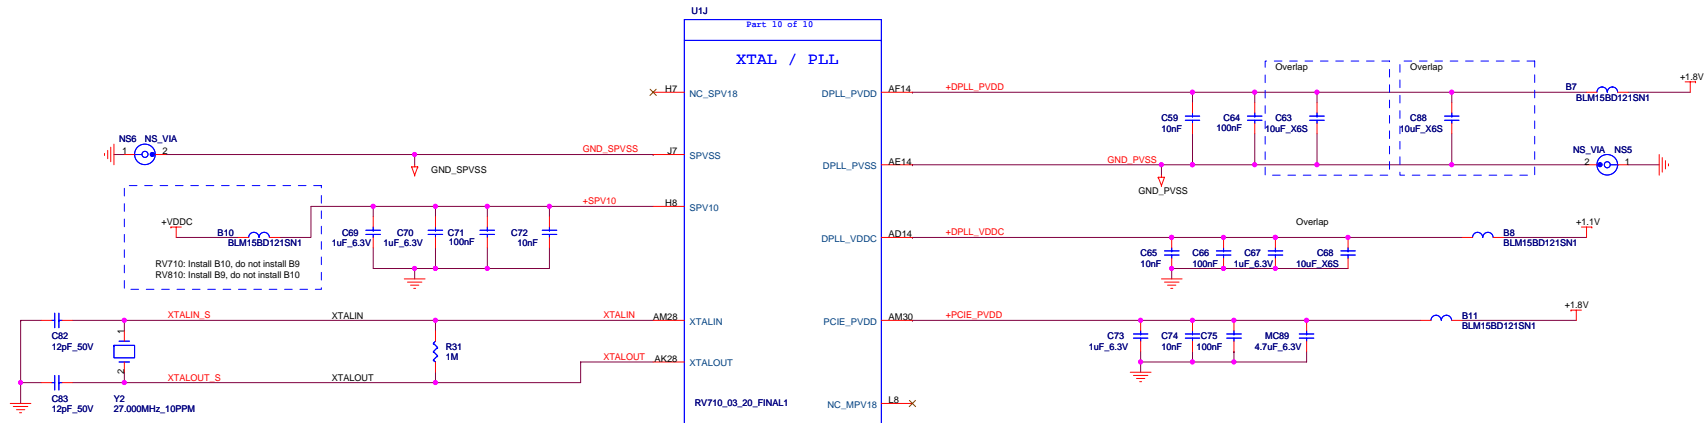 U1J
Part 10 of 10
XTAL / PLL
H7
NC_SPV18
DPLL_PVDD
AF14
+DPLL_PVDD
Overlap
Overlap
B7
BLM15BD121SN1
+1.8V
C59
10nF
C64
100nF
C63
10uF_X6S
C88
10uF_X6S
NS6
NS_VIA
1
2
GND_SPVSS
J7
SPVSS
GND_SPVSS
DPLL_PVSS
AE14
GND_PVSS
GND_PVSS
NS_VIA
NS5
2
1
+SPV10
H8
SPV10
+VDDC
B10
BLM15BD121SN1
RV710: Install B10, do not install B9
RV810: Install B9, do not install B10
C69
1uF_6.3V
C70
1uF_6.3V
C71
100nF
C72
10nF
DPLL_VDDC
AD14
+DPLL_VDDC
Overlap
+1.1V
B8
BLM15BD121SN1
C65
10nF
C66
100nF
C67
1uF_6.3V
C68
10uF_X6S
XTALIN_S
XTALIN
XTALIN
AM28
XTALIN
C82
12pF_50V
1
2
R31
1M
XTALOUT
AK28
XTALOUT
XTALOUT_S
XTALOUT
C83
12pF_50V
Y2
27.000MHz_10PPM
PCIE_PVDD
AM30
+PCIE_PVDD
+1.8V
B11
BLM15BD121SN1
C73
1uF_6.3V
C74
10nF
C75
100nF
MC89
4.7uF_6.3V
RV710_03_20_FINAL1
NC_MPV18
L8